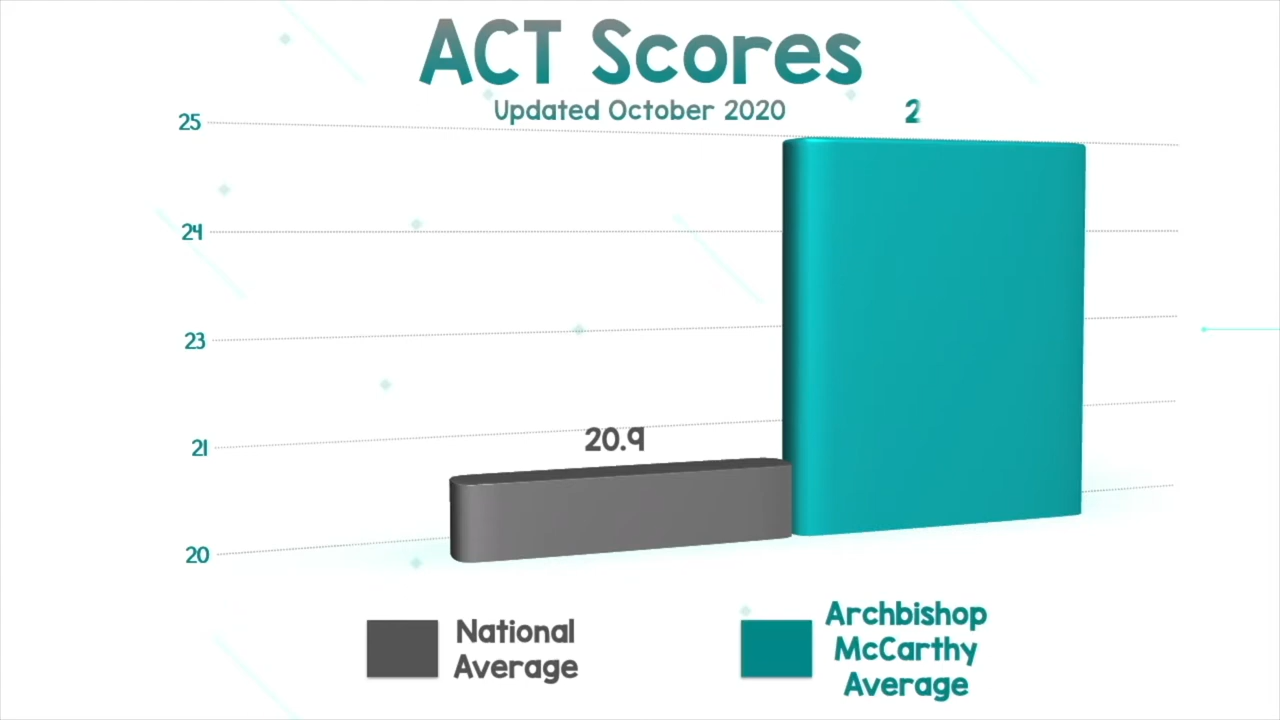 ACT Scores
Updated October 2020
2
25
24
23
20.9
21
20
National
Average
Archbishop
McCarthy
Average